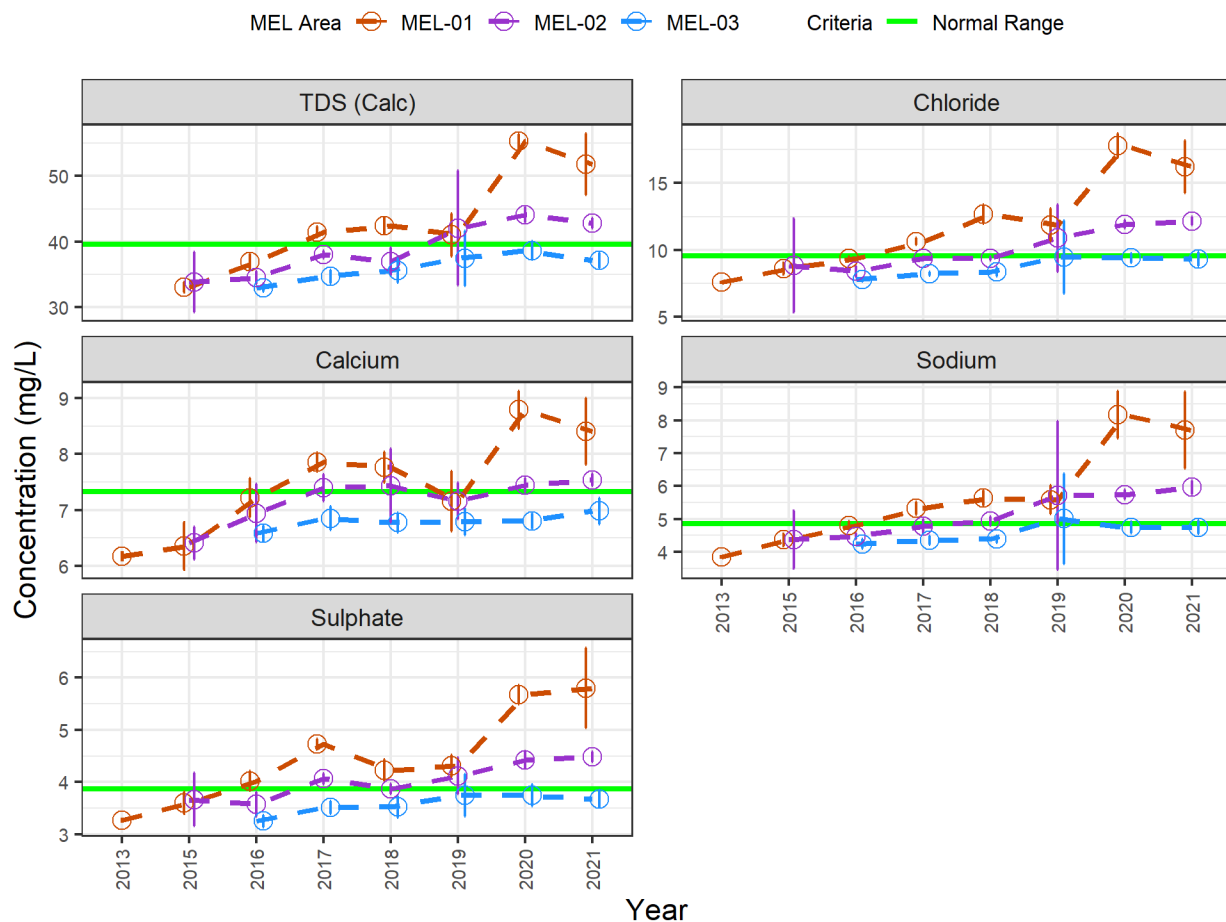 MEL Area MEL-01 MEL-02 MEL-03 Criteria Normal Range
TDS (Calc)
50
40
30
Chloride
15
10
5
Concentration (mg/L)
Calcium
9
8
7
6
Sodium
9
8
7
6
5
4
2013 2015 2016 2017 2018 2019 2020 2021
Sulphate
6
5
4
3
2013 2015 2016 2017 2018 2019 2020 2021
Year